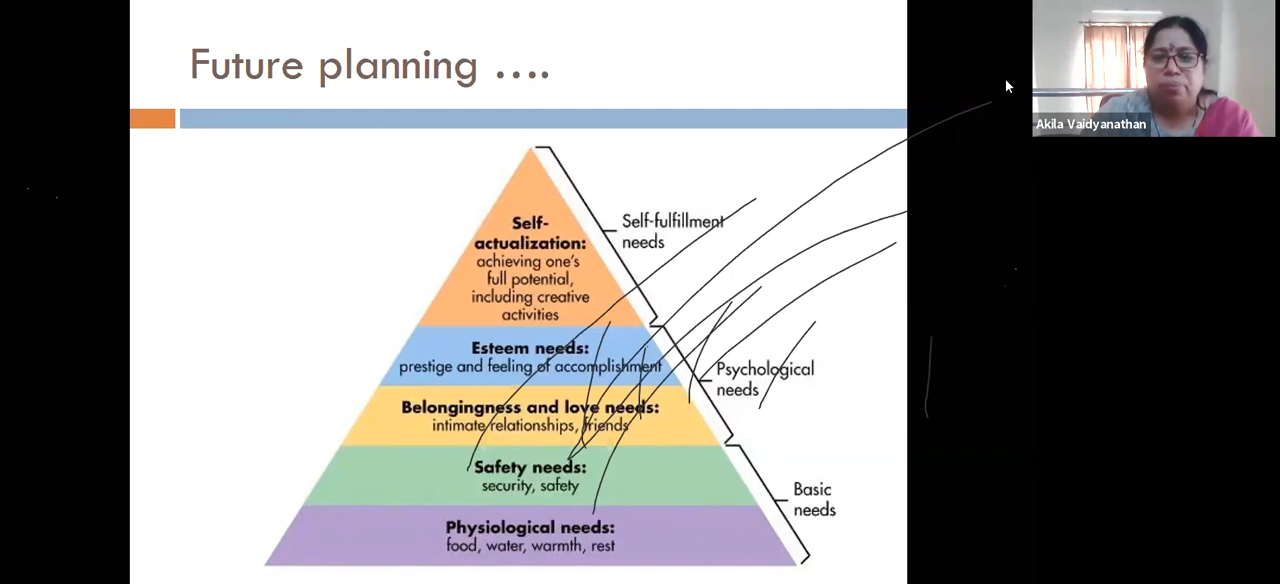 Future planning ....
Akila Vaidyanathan
Self-
actualization:
achieving one's
full potential,
including creative
activities
Self-fulfillment
needs
Esteem needs:
prestige and feeling of accomplishment
Psychological
needs
Belongingness and love needs:
intimate relationships, friends
Safety needs:
security, safety
Basic
needs
Physiological needs:
food, water, warmth, rest